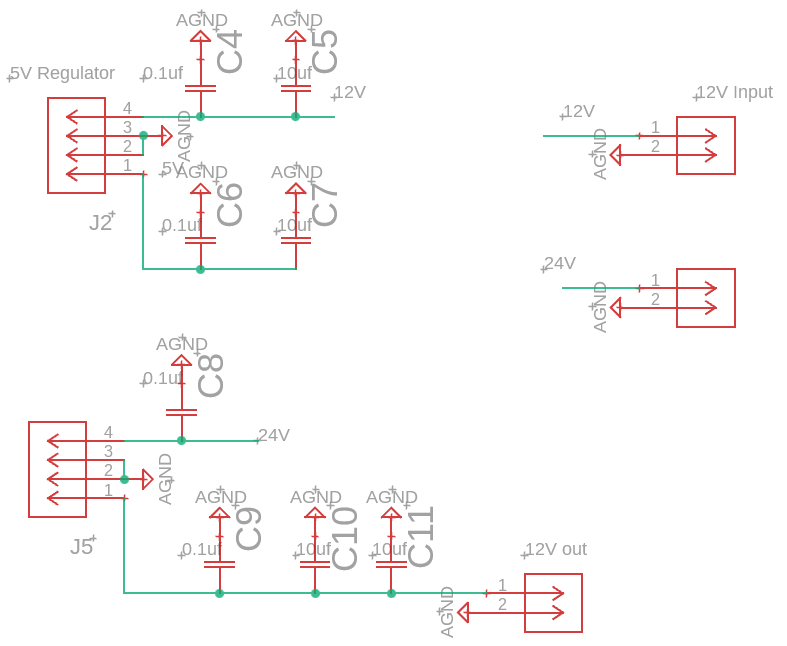 AGND AGND
C4 C5
5V Regulator 0.1uf 10uf 12V 12V Input
4 12V
3 AGND AGND 1
2 2
1 5V AGND AGND
C6 C7
J2 0.1uf 10uf
24V
AGND 1
2
AGND
0.1uf C8
4 24V
3
2 AGND
1 AGND AGND AGND
C9 C10 C11
J5 0.1uf 10uf 10uf 12V out
AGND 1
2